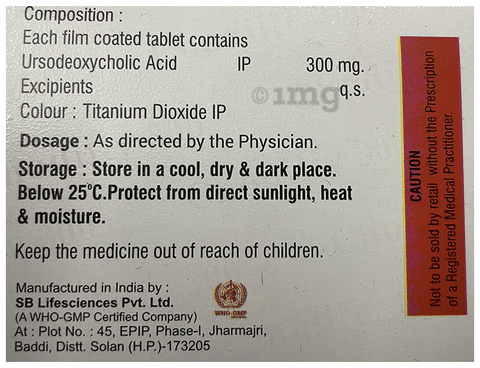 Composition :
Each film coated tablet contains
Ursodeoxycholic Acid IP 300 mg.
Excipients q.s.
Colour : Titanium Dioxide IP
Dosage : As directed by the Physician.
Storage : Store in a cool, dry & dark place.
Below 25°C.Protect from direct sunlight, heat
& moisture.
Keep the medicine out of reach of children.
Manufactured in India by :
SB Lifesciences Pvt. Ltd.
(A WHO-GMP Certified Company)
At : Plot No. : 45, EPIP, Phase-I, Jharmajri,
Baddi, Distt. Solan (H.P.)-173205
WHO-GMP
CAUTION
Not to be sold by retail without the Prescription
of a Registered Medical Practitioner.
1mg